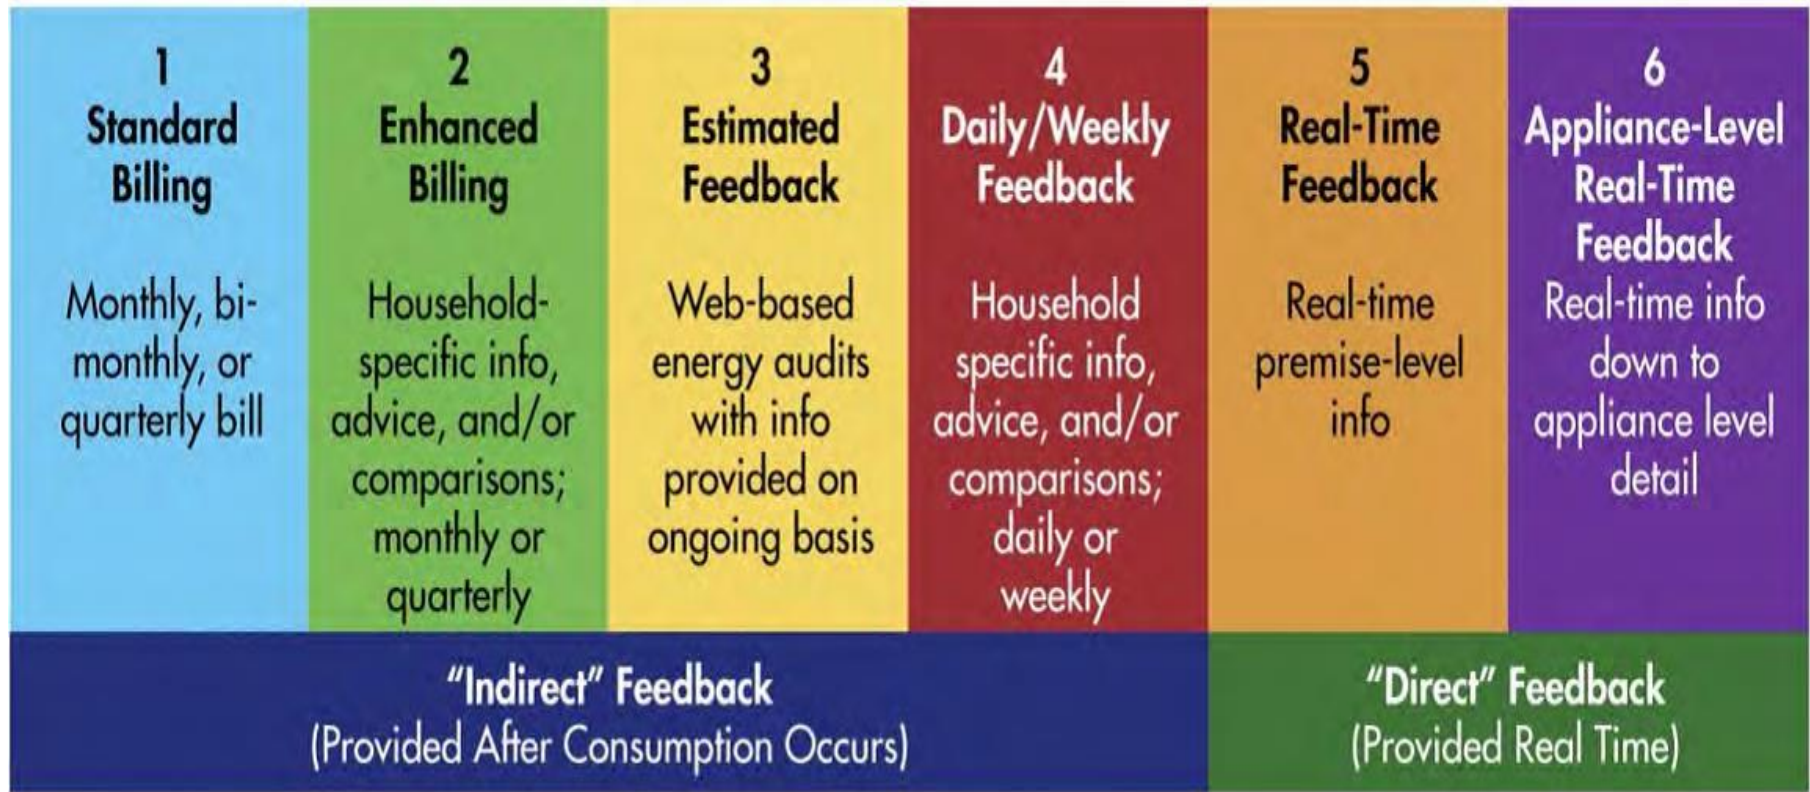 1
Standard
Billing
Monthly, bi-
monthly, or
quarterly bill
2
Enhanced
Billing
Household-
specific info,
advice, and/or
comparisons;
monthly or
quarterly
3
Estimated
Feedback
Web-based
energy audits
with info
provided on
ongoing basis
4
Daily/Weekly
Feedback
Household
specific info,
advice, and/or
comparisons;
daily or
weekly
5
Real-Time
Feedback
Real-time
premise-level
info
6
Appliance-Level
Real-Time
Feedback
Real-time info
down to
appliance level
detail
“Indirect” Feedback
(Provided After Consumption Occurs)
“Direct” Feedback
(Provided Real Time)